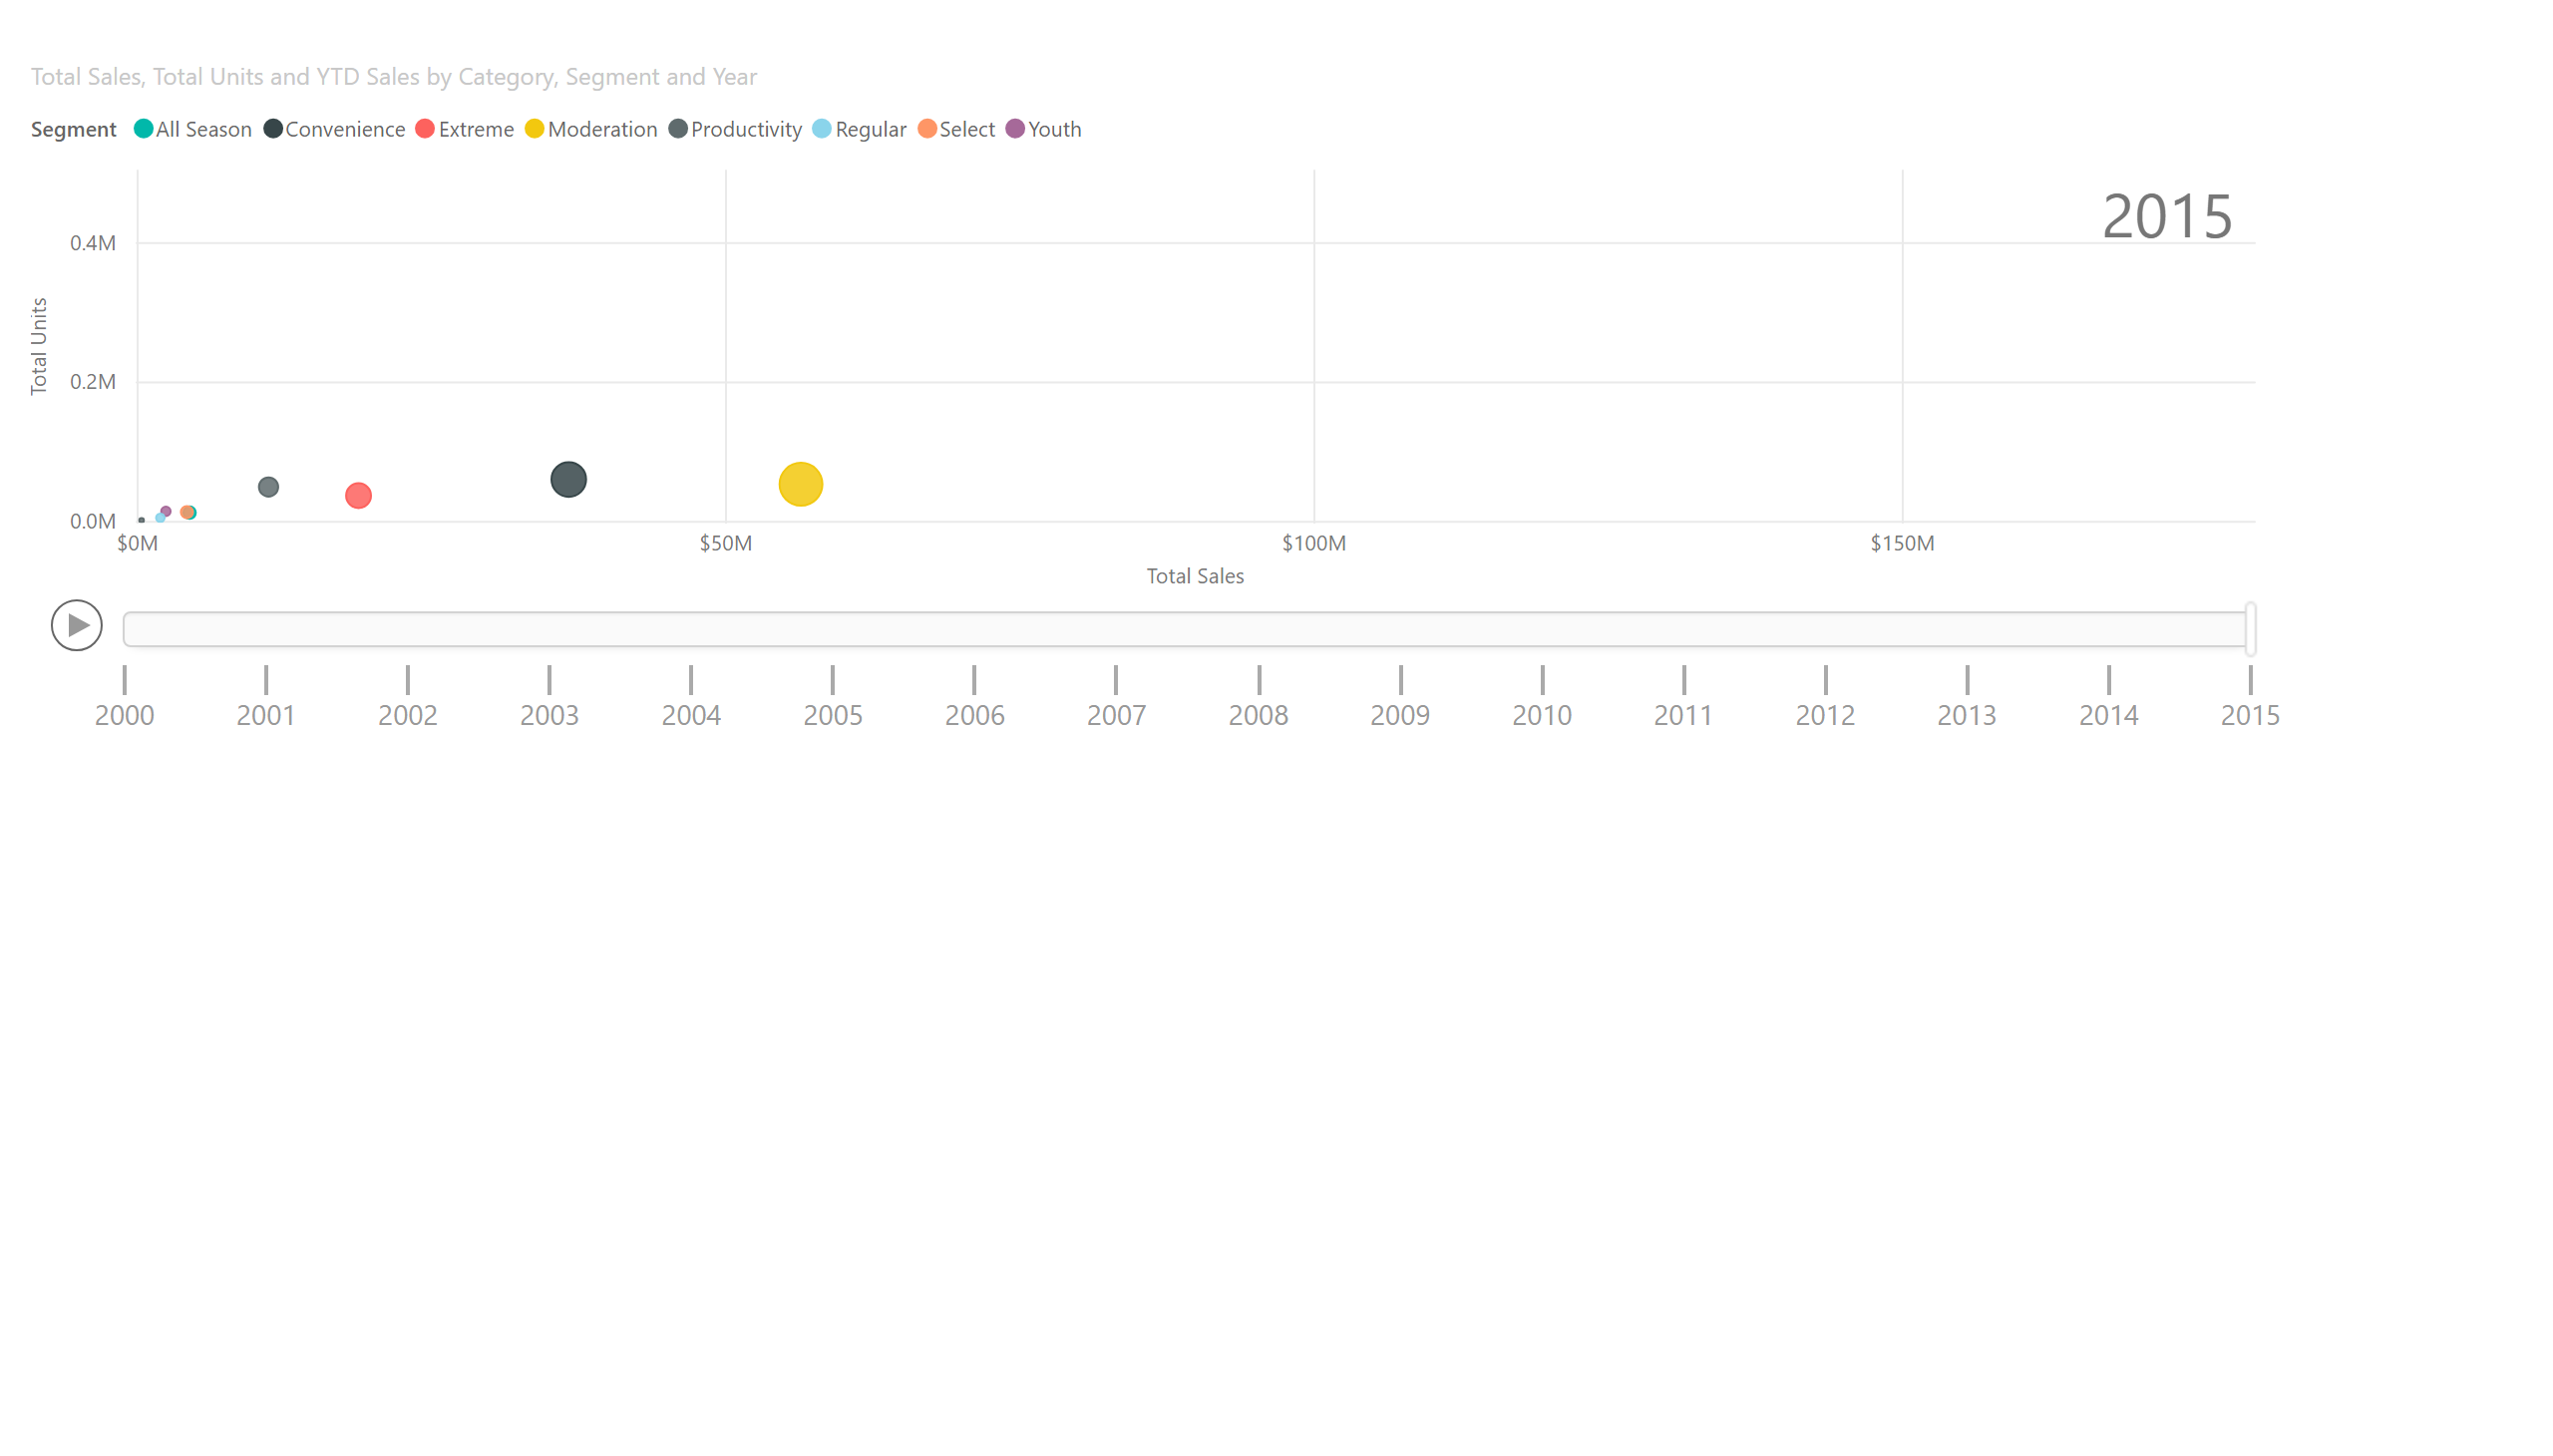 Total Sales, Total Units and YTD Sales by Category, Segment and Year
Segment All Season Convenience Extreme Moderation Productivity Regular Select Youth
2015
0.4M
Total Units
0.2M
0.0M
$0M $50M $100M $150M
Total Sales
2000 2001 2002 2003 2004 2005 2006 2007 2008 2009 2010 2011 2012 2013 2014 2015